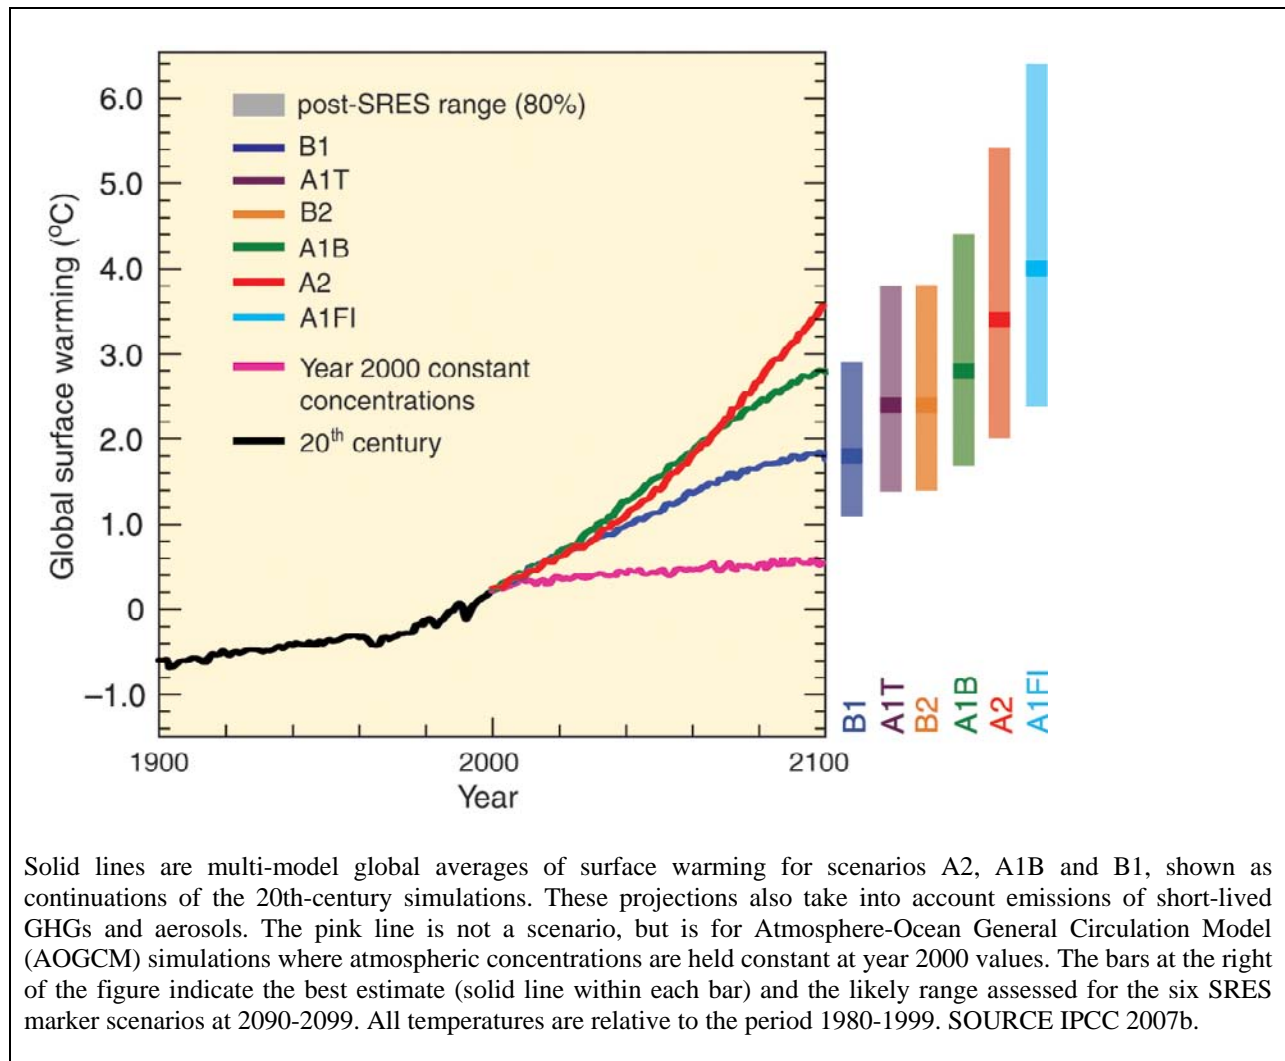 6.0
5.0
4.0
3.0
2.0
1.0
0
−1.0
Global surface warming (°C)
post-SRES range (80%)
B1
A1T
B2
A1B
A2
A1FI
Year 2000 constant
concentrations
20th century
1900
2000
2100
Year
B1
A1T
B2
A1B
A2
A1FI
Solid lines are multi-model global averages of surface warming for scenarios A2, A1B and B1, shown as
continuations of the 20th-century simulations. These projections also take into account emissions of short-lived
GHGs and aerosols. The pink line is not a scenario, but is for Atmosphere-Ocean General Circulation Model
(AOGCM) simulations where atmospheric concentrations are held constant at year 2000 values. The bars at the right
of the figure indicate the best estimate (solid line within each bar) and the likely range assessed for the six SRES
marker scenarios at 2090-2099. All temperatures are relative to the period 1980-1999. SOURCE IPCC 2007b.